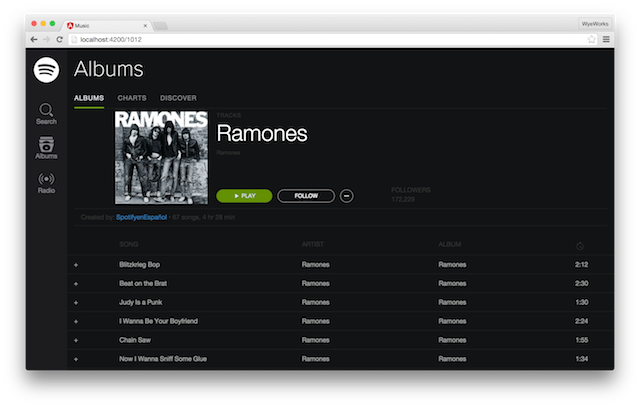 Music
WyeWorks
localhost:4200/1012
Albums
Search
Albums
Radio
ALBUMS CHARTS DISCOVER
RAMONES
TRACKS
Ramones
Ramones
PLAY FOLLOW
FOLLOWERS
172,229
Created by: SpotifyenEspañol · 67 songs, 4 hr 28 min
SONG ARTIST ALBUM
+ Blitzkrieg Bop Ramones Ramones 2:12
+ Beat on the Brat Ramones Ramones 2:30
+ Judy Is a Punk Ramones Ramones 1:30
+ I Wanna Be Your Boyfriend Ramones Ramones 2:24
+ Chain Saw Ramones Ramones 1:55
+ Now I Wanna Sniff Some Glue Ramones Ramones 1:34